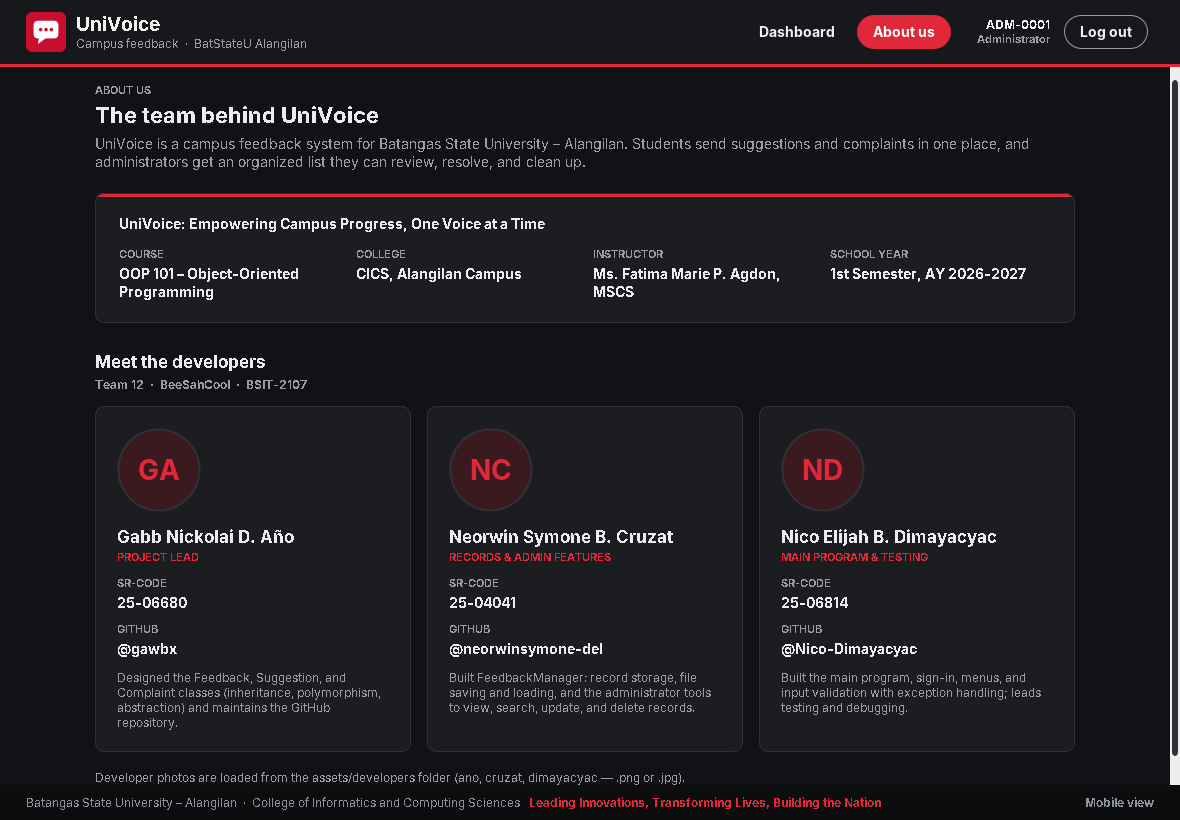 UniVoice
Campus feedback · BatStateU Alangilan
Dashboard
About us
ADM-0001
Administrator
Log out
ABOUT US
The team behind UniVoice
UniVoice is a campus feedback system for Batangas State University – Alangilan. Students send suggestions and complaints in one place, and
administrators get an organized list they can review, resolve, and clean up.
UniVoice: Empowering Campus Progress, One Voice at a Time
COURSE
OOP 101 – Object-Oriented
Programming
COLLEGE
CICS, Alangilan Campus
INSTRUCTOR
Ms. Fatima Marie P. Agdon,
MSCS
SCHOOL YEAR
1st Semester, AY 2026-2027
Meet the developers
Team 12 · BeeSahCool · BSIT-2107
GA
Gabb Nickolai D. Año
PROJECT LEAD
SR-CODE
25-06680
GITHUB
@gawbx
Designed the Feedback, Suggestion, and
Complaint classes (inheritance, polymorphism,
abstraction) and maintains the GitHub
repository.
NC
Neorwin Symone B. Cruzat
RECORDS & ADMIN FEATURES
SR-CODE
25-04041
GITHUB
@neorwinsymone-del
Built FeedbackManager: record storage, file
saving and loading, and the administrator tools
to view, search, update, and delete records.
ND
Nico Elijah B. Dimayacyac
MAIN PROGRAM & TESTING
SR-CODE
25-06814
GITHUB
@Nico-Dimayacyac
Built the main program, sign-in, menus, and
input validation with exception handling; leads
testing and debugging.
Developer photos are loaded from the assets/developers folder (ano, cruzat, dimayacyac — .png or .jpg).
Batangas State University – Alangilan · College of Informatics and Computing Sciences Leading Innovations, Transforming Lives, Building the Nation
Mobile view